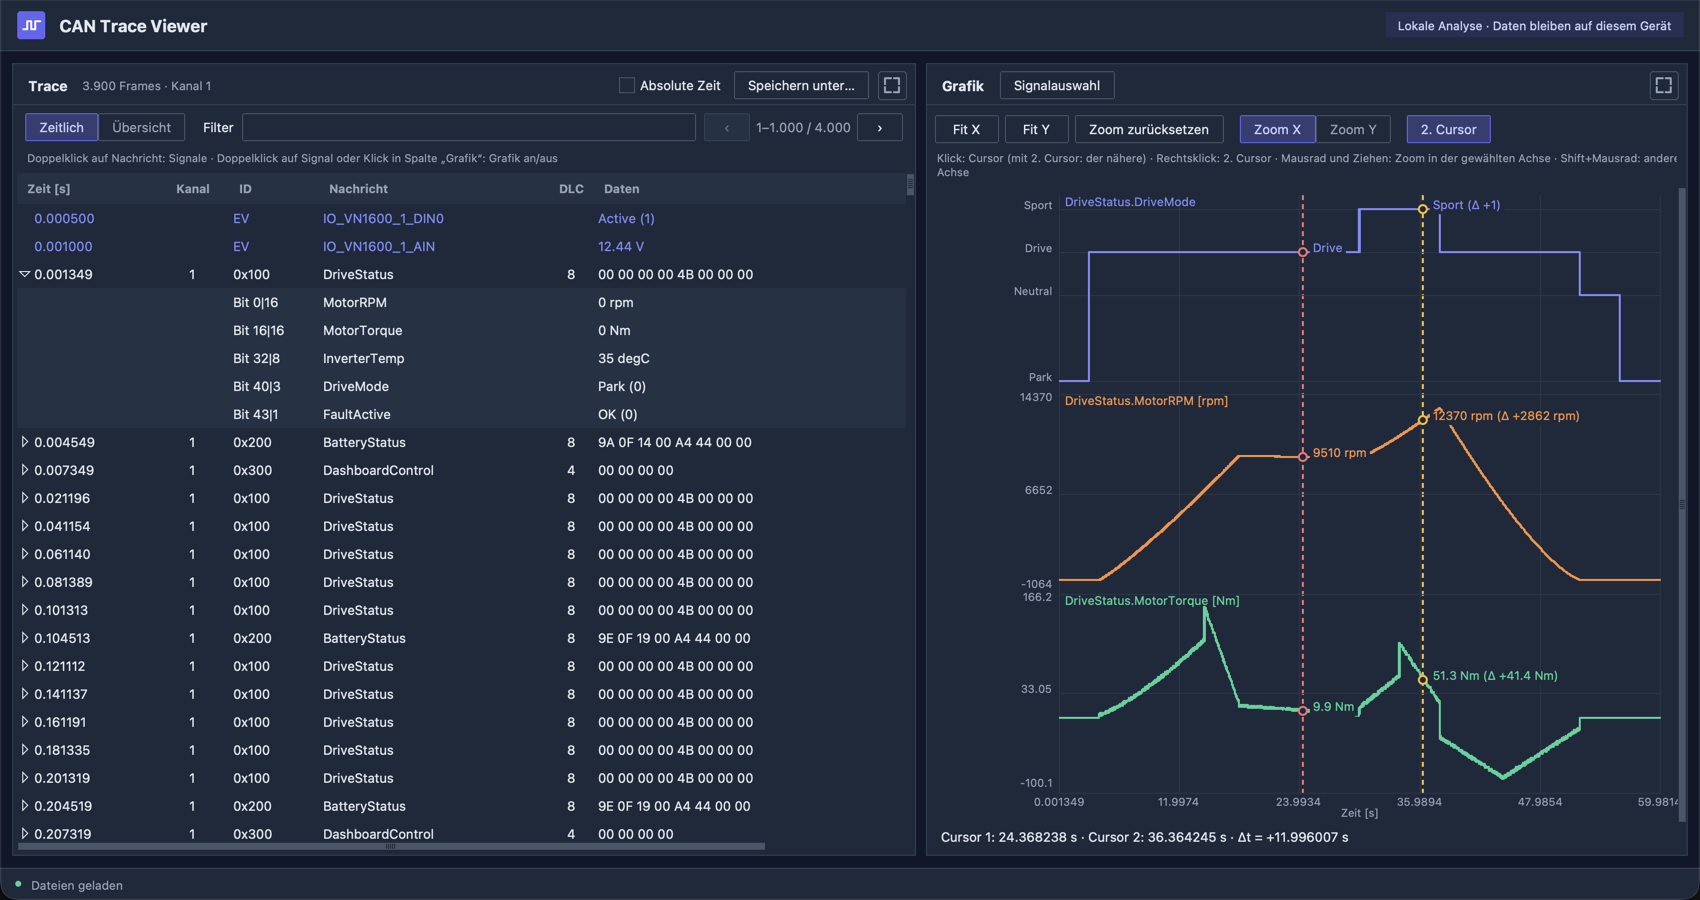 CAN Trace Viewer
Lokale Analyse · Daten bleiben auf diesem Gerät
Trace 3.900 Frames · Kanal 1 Absolute Zeit Speichern unter...
Zeitlich Übersicht Filter ‹ 1–1.000 / 4.000 ›
Doppelklick auf Nachricht: Signale · Doppelklick auf Signal oder Klick in Spalte „Grafik“: Grafik an/aus
Zeit [s] Kanal ID Nachricht DLC Daten
0.000500 EV IO_VN1600_1_DIN0 Active (1)
0.001000 EV IO_VN1600_1_AIN 12.44 V
0.001349 1 0x100 DriveStatus 8 00 00 00 00 4B 00 00 00
Bit 0|16 MotorRPM 0 rpm
Bit 16|16 MotorTorque 0 Nm
Bit 32|8 InverterTemp 35 degC
Bit 40|3 DriveMode Park (0)
Bit 43|1 FaultActive OK (0)
0.004549 1 0x200 BatteryStatus 8 9A 0F 14 00 A4 44 00 00
0.007349 1 0x300 DashboardControl 4 00 00 00 00
0.021196 1 0x100 DriveStatus 8 00 00 00 00 4B 00 00 00
0.041154 1 0x100 DriveStatus 8 00 00 00 00 4B 00 00 00
0.061140 1 0x100 DriveStatus 8 00 00 00 00 4B 00 00 00
0.081389 1 0x100 DriveStatus 8 00 00 00 00 4B 00 00 00
0.101313 1 0x100 DriveStatus 8 00 00 00 00 4B 00 00 00
0.104513 1 0x200 BatteryStatus 8 9E 0F 19 00 A4 44 00 00
0.121112 1 0x100 DriveStatus 8 00 00 00 00 4B 00 00 00
0.141137 1 0x100 DriveStatus 8 00 00 00 00 4B 00 00 00
0.161191 1 0x100 DriveStatus 8 00 00 00 00 4B 00 00 00
0.181335 1 0x100 DriveStatus 8 00 00 00 00 4B 00 00 00
0.201319 1 0x100 DriveStatus 8 00 00 00 00 4B 00 00 00
0.204519 1 0x200 BatteryStatus 8 9E 0F 19 00 A4 44 00 00
0.207319 1 0x300 DashboardControl 4 00 00 00 00
Grafik Signalauswahl
Fit X Fit Y Zoom zurücksetzen Zoom X Zoom Y 2. Cursor
Klick: Cursor (mit 2. Cursor: der nähere) · Rechtsklick: 2. Cursor · Mausrad und Ziehen: Zoom in der gewählten Achse · Shift+Mausrad: andere
Achse
DriveStatus.DriveMode
Sport Sport (Δ +1)
Drive Drive
Neutral
Park
14370
DriveStatus.MotorRPM [rpm]
12370 rpm (Δ +2862 rpm)
9510 rpm
6652
-1064
166.2
DriveStatus.MotorTorque [Nm]
51.3 Nm (Δ +41.4 Nm)
33.05
9.9 Nm
-100.1
0.001349 11.9974 23.9934 35.9894 47.9854 59.9814
Zeit [s]
Cursor 1: 24.368238 s · Cursor 2: 36.364245 s · Δt = +11.996007 s
Dateien geladen